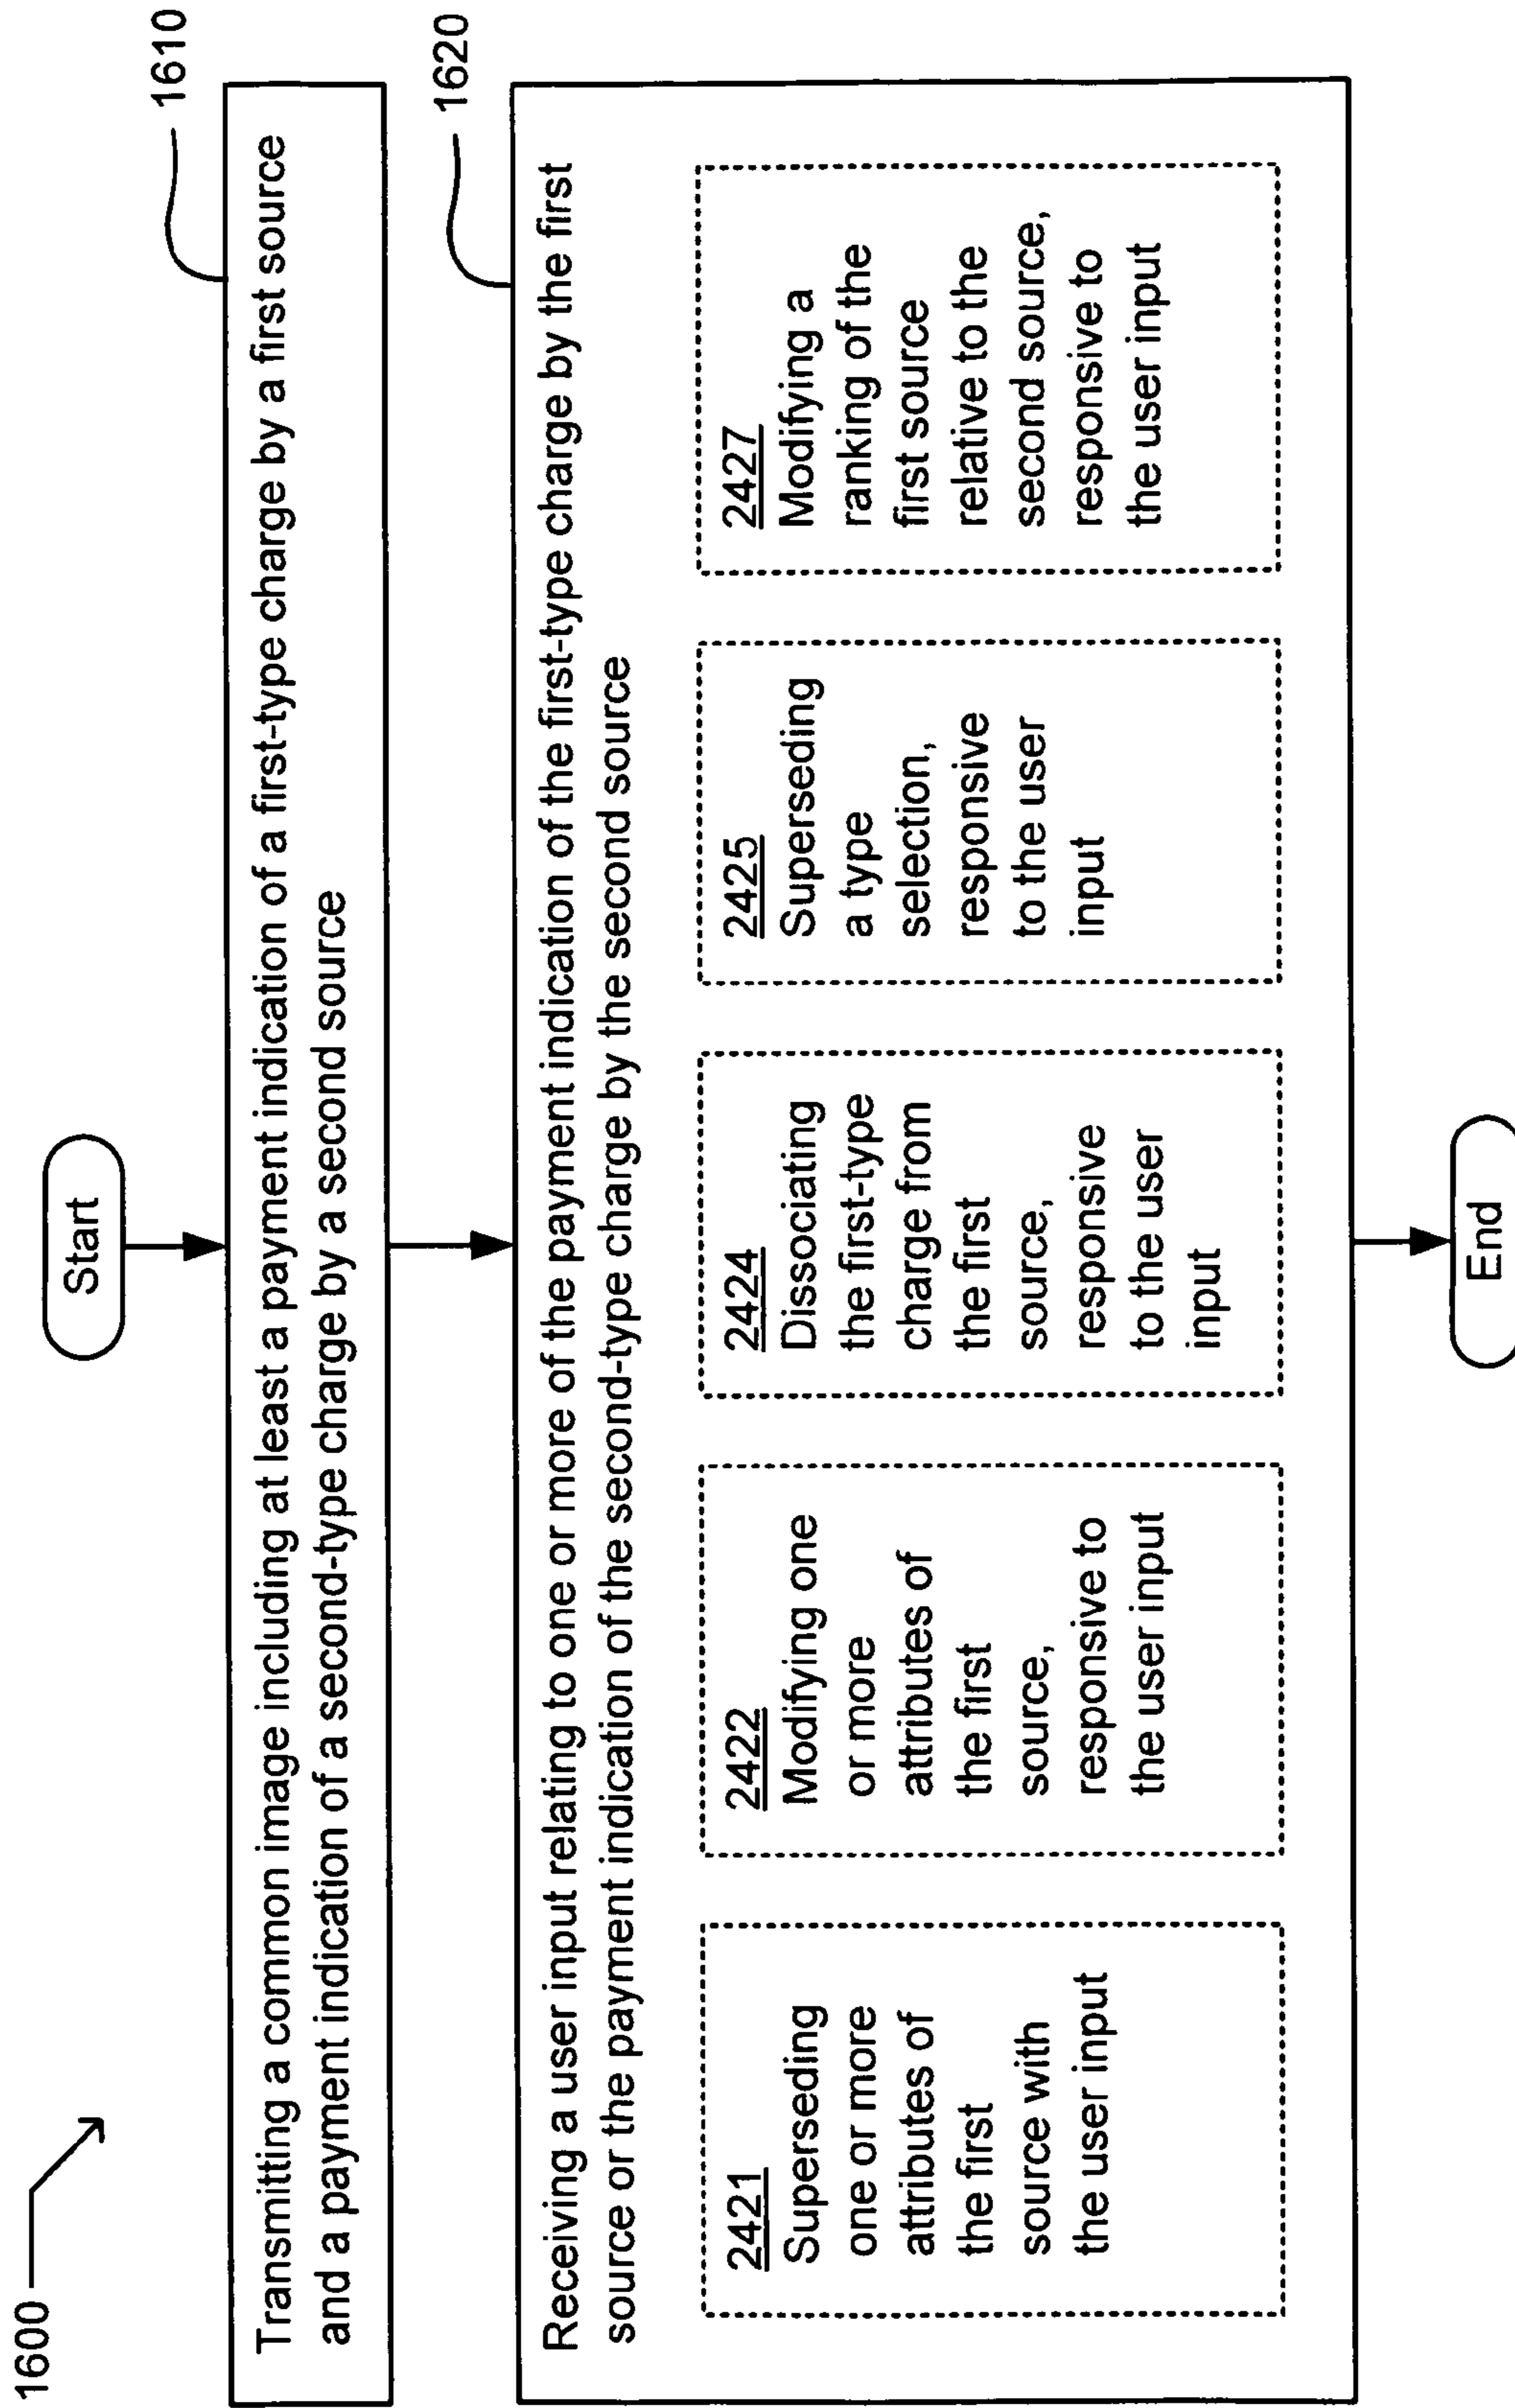 1600
Start
1610
Transmitting a common image including at least a payment indication of a first-type charge by a first source
and a payment indication of a second-type charge by a second source
1620
Receiving a user input relating to one or more of the payment indication of the first-type charge by the first
source or the payment indication of the second-type charge by the second source
2421
Superseding
one or more
attributes of
the first
source with
the user input
2422
Modifying one
or more
attributes of
the first
source,
responsive to
the user input
2424
Dissociating
the first-type
charge from
the first
source,
responsive
to the user
input
2425
Superseding
a type
selection,
responsive
to the user
input
2427
Modifying a
ranking of the
first source
relative to the
second source,
responsive to
the user input
End